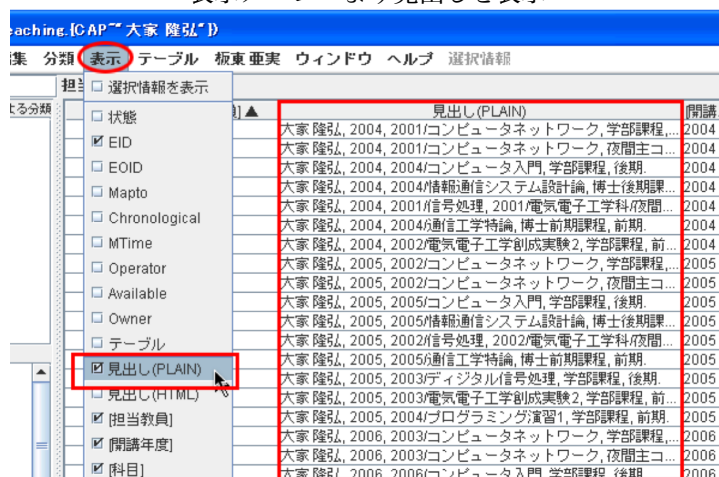 eaching.[CAP~"大家 隆弘"])
集 分類 表示 テーブル 板東 亜実 ウィンドウ ヘルプ 選択情報
担
□ 選択情報を表示
る分類
□ 状態
] ▲
見出し(PLAIN)
[開講
☑ EID
□ EOID
□ Mapto
□ Chronological
□ MTime
□ Operator
□ Available
□ Owner
□ テーブル
☑ 見出し(PLAIN)
□ 見出し(HTML)
☑ [担当教員]
☑ [開講年度]
☑ [科目]
大家 隆弘, 2004, 2001/コンピュータネットワーク, 学部課程,... 2004
大家 隆弘, 2004, 2001/コンピュータネットワーク, 夜間主コ... 2004
大家 隆弘, 2004, 2004/コンピュータ入門, 学部課程, 後期. 2004
大家 隆弘, 2004, 2004/情報通信システム設計論, 博士後期課... 2004
大家 隆弘, 2004, 2001/信号処理, 2001/電気電子工学科/夜間... 2004
大家 隆弘, 2004, 2004/通信工学特論, 博士前期課程, 前期. 2004
大家 隆弘, 2004, 2002/電気電子工学創成実験2, 学部課程, 前... 2004
大家 隆弘, 2005, 2002/コンピュータネットワーク, 学部課程,... 2005
大家 隆弘, 2005, 2002/コンピュータネットワーク, 夜間主コ... 2005
大家 隆弘, 2005, 2005/コンピュータ入門, 学部課程, 後期. 2005
大家 隆弘, 2005, 2005/情報通信システム設計論, 博士後期課... 2005
大家 隆弘, 2005, 2002/信号処理, 2002/電気電子工学科/夜間... 2005
大家 隆弘, 2005, 2005/通信工学特論, 博士前期課程, 前期. 2005
大家 隆弘, 2005, 2003/ディジタル信号処理, 学部課程, 後期. 2005
大家 隆弘, 2005, 2003/電気電子工学創成実験2, 学部課程, 前... 2005
大家 隆弘, 2005, 2004/プログラミング演習1, 学部課程, 前期. 2005
大家 隆弘, 2006, 2003/コンピュータネットワーク, 学部課程,... 2006
大家 隆弘, 2006, 2003/コンピュータネットワーク, 夜間主コ... 2006
大家 隆弘, 2006, 2006/コンピュータ入門, 学部課程, 後期. 2006